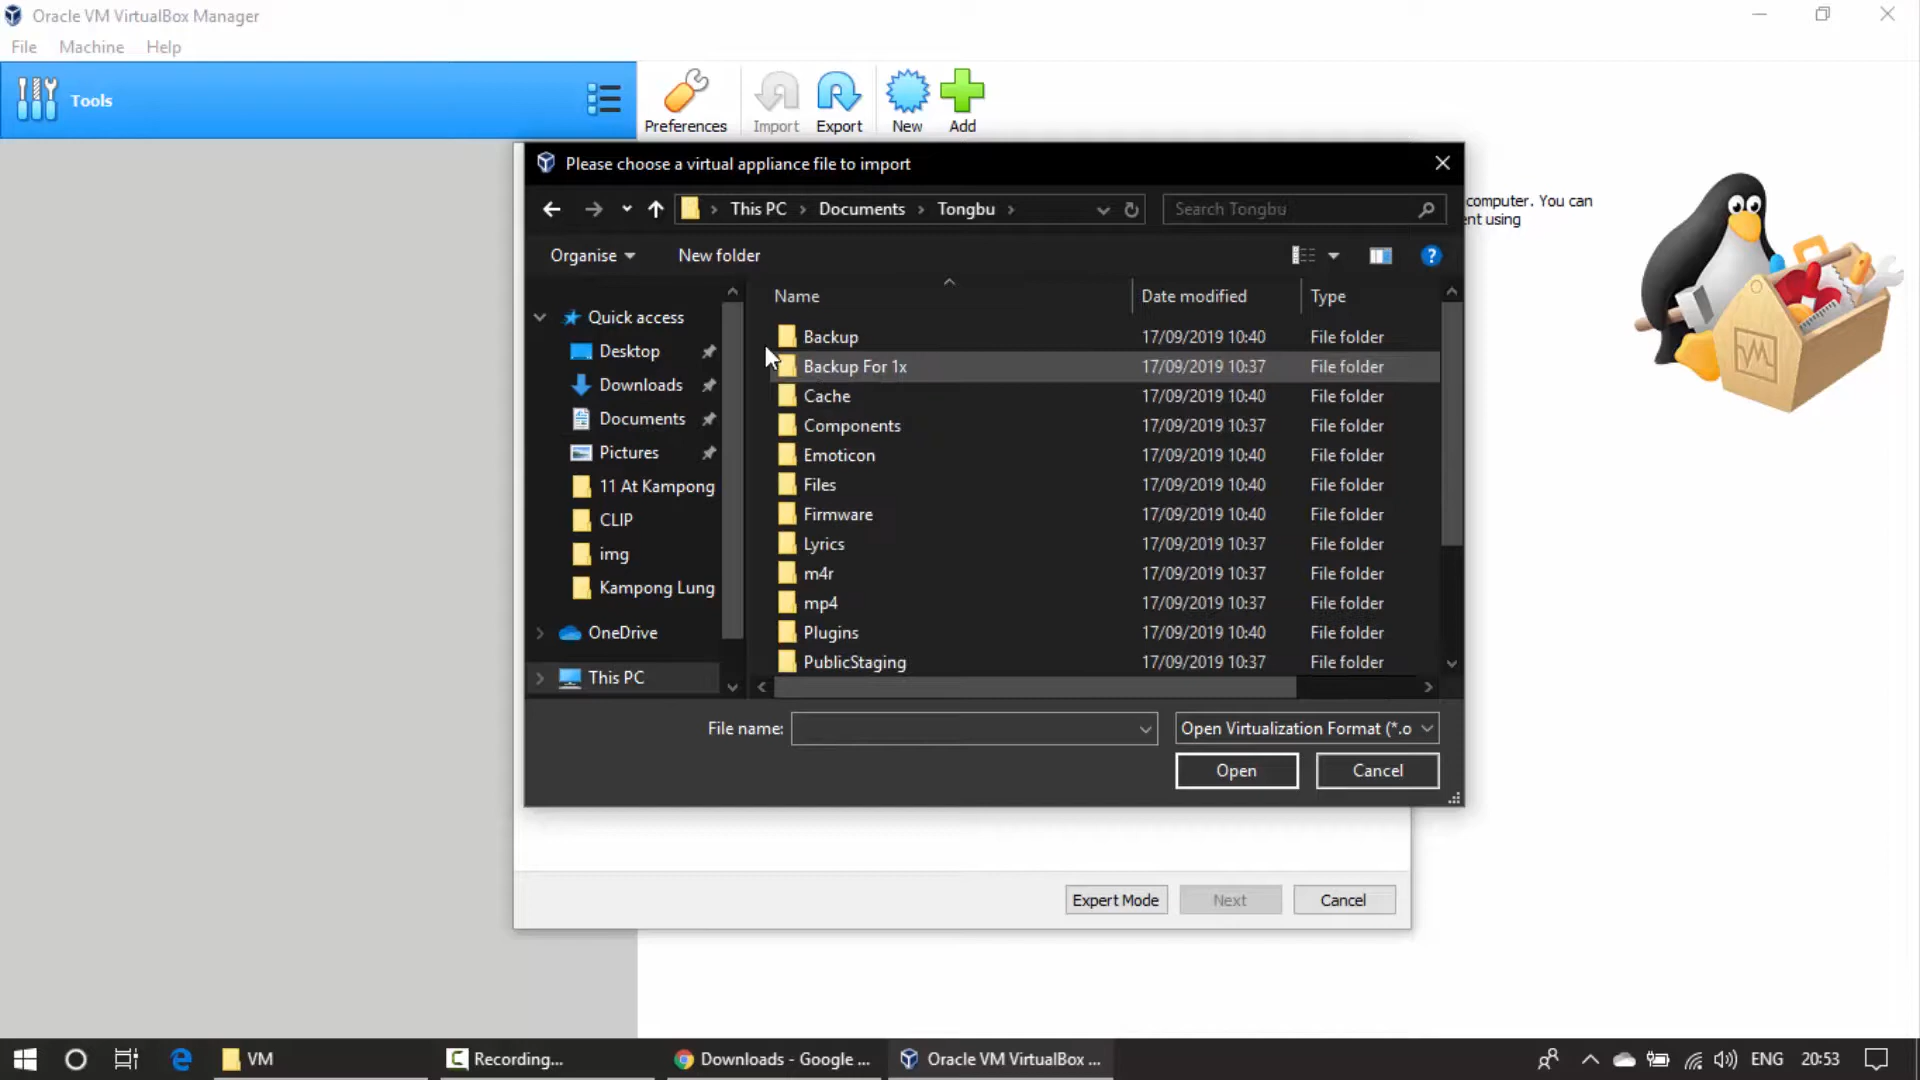 Oracle VM VirtualBox Manager
File Machine Help
Tools
Preferences Import Export New Add
Please choose a virtual appliance file to import
This PC Documents Tongbu
Search Tongbu
computer. You can
ent using
Organise New folder
Name Date modified Type
Quick access
Desktop
Downloads
Documents
Pictures
11 At Kampong
CLIP
img
Kampong Lung
OneDrive
This PC
Backup 17/09/2019 10:40 File folder
Backup For 1x 17/09/2019 10:37 File folder
Cache 17/09/2019 10:40 File folder
Components 17/09/2019 10:37 File folder
Emoticon 17/09/2019 10:40 File folder
Files 17/09/2019 10:40 File folder
Firmware 17/09/2019 10:40 File folder
Lyrics 17/09/2019 10:37 File folder
m4r 17/09/2019 10:37 File folder
mp4 17/09/2019 10:37 File folder
Plugins 17/09/2019 10:40 File folder
PublicStaging 17/09/2019 10:37 File folder
File name: Open Virtualization Format (*.o
Open Cancel
Expert Mode Next Cancel
VM Recording... Downloads - Google ... Oracle VM VirtualBox ... ENG 20:53